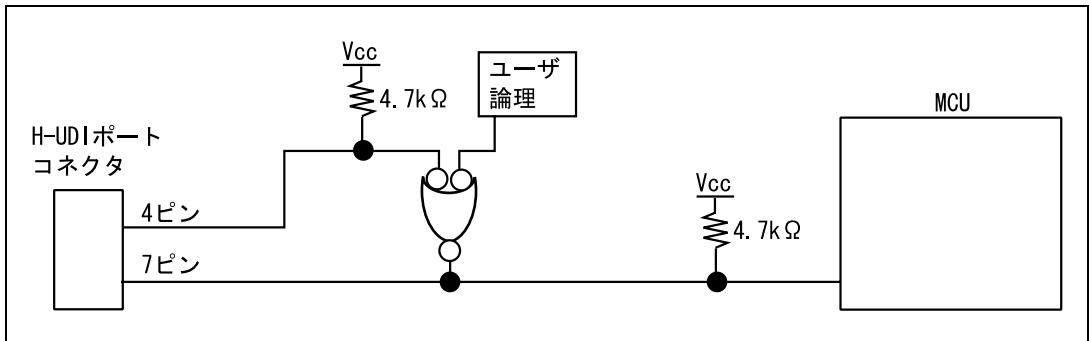 Vcc
4.7kΩ
ユーザ
論理
MCU
H-UDIポート
コネクタ
4ピン
Vcc
4.7kΩ
7ピン